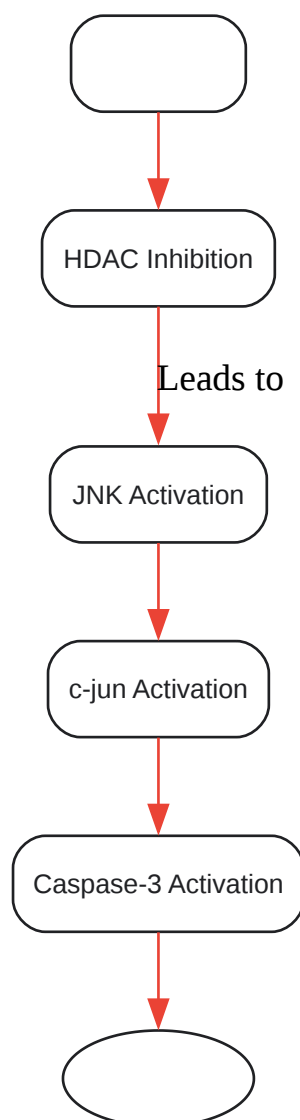 HDAC Inhibition
Leads to
JNK Activation
c-jun Activation
Caspase-3 Activation